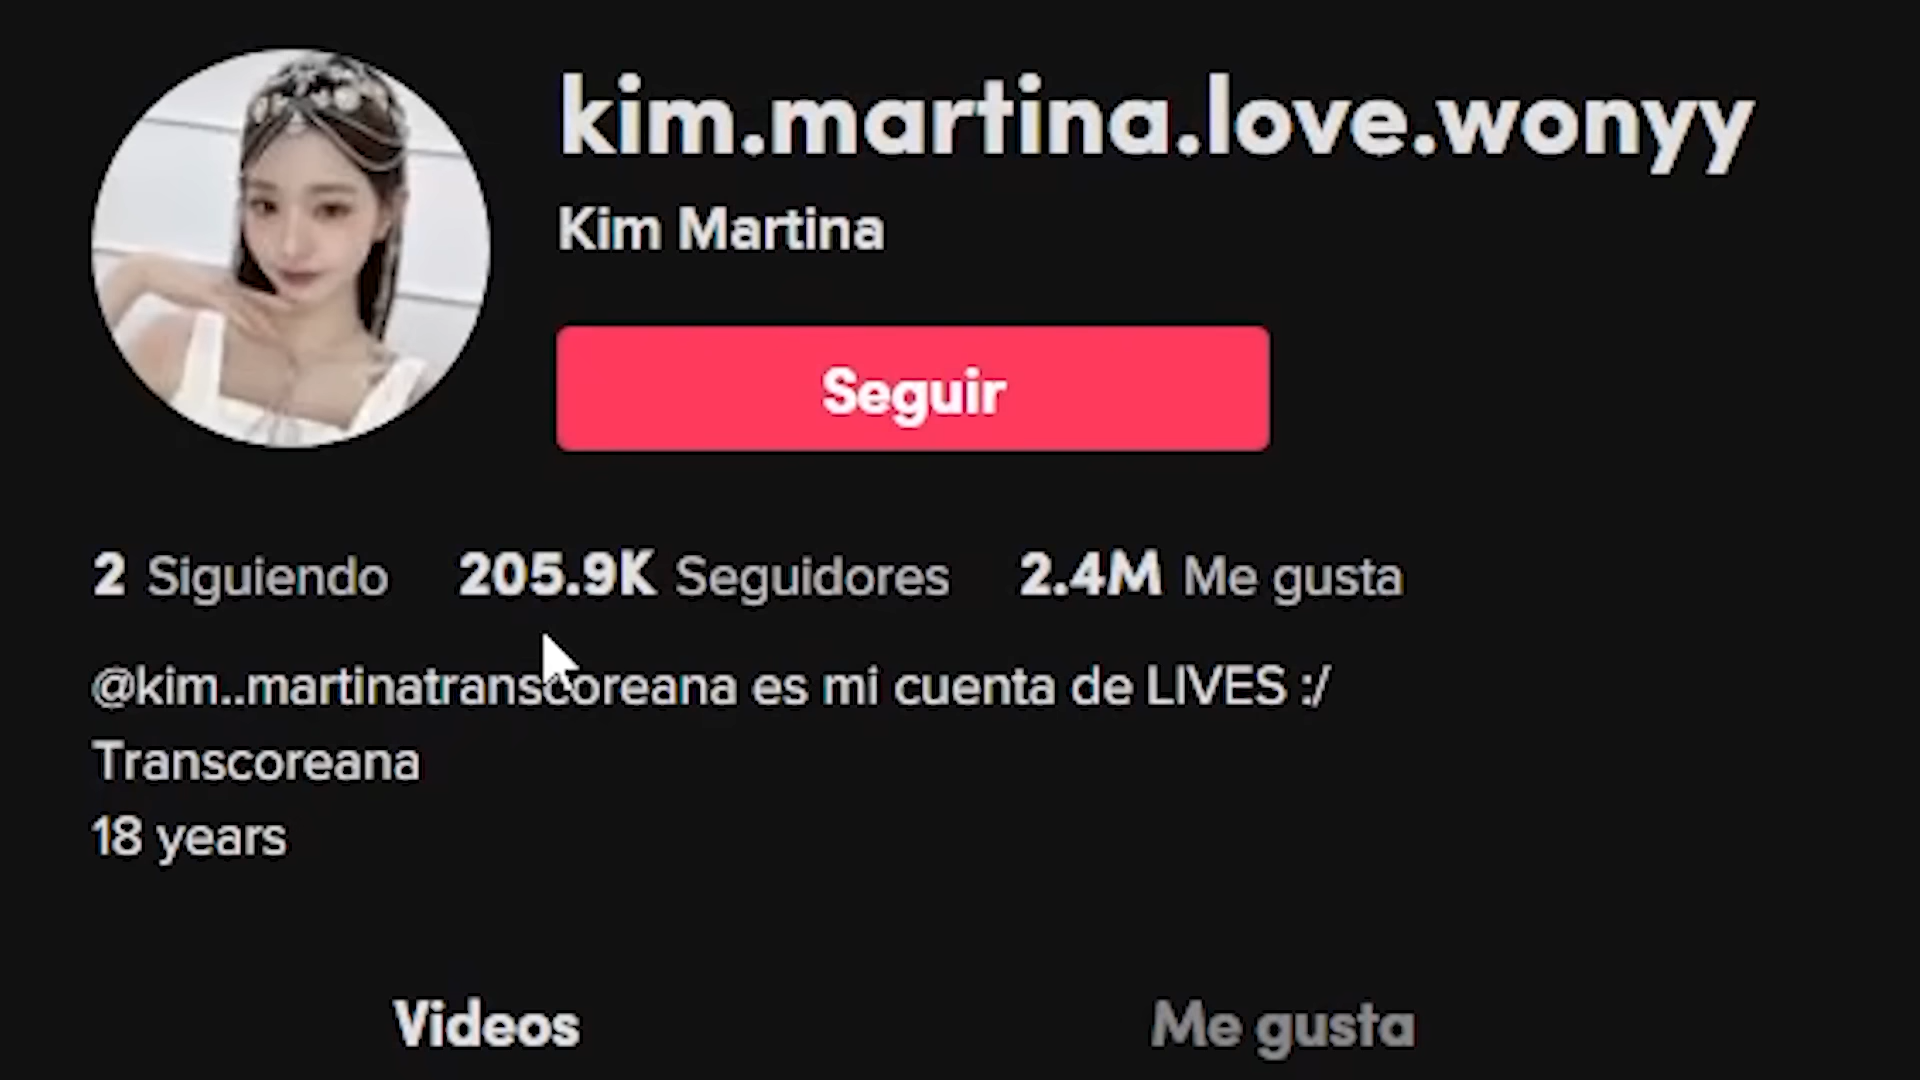 kim.martina.love.wonyy
Kim Martina
Seguir
2 Siguiendo 205.9K Seguidores 2.4M Me gusta
@kim..martinatranscoreana es mi cuenta de LIVES :/
Transcoreana
18 years
Videos Me gusta